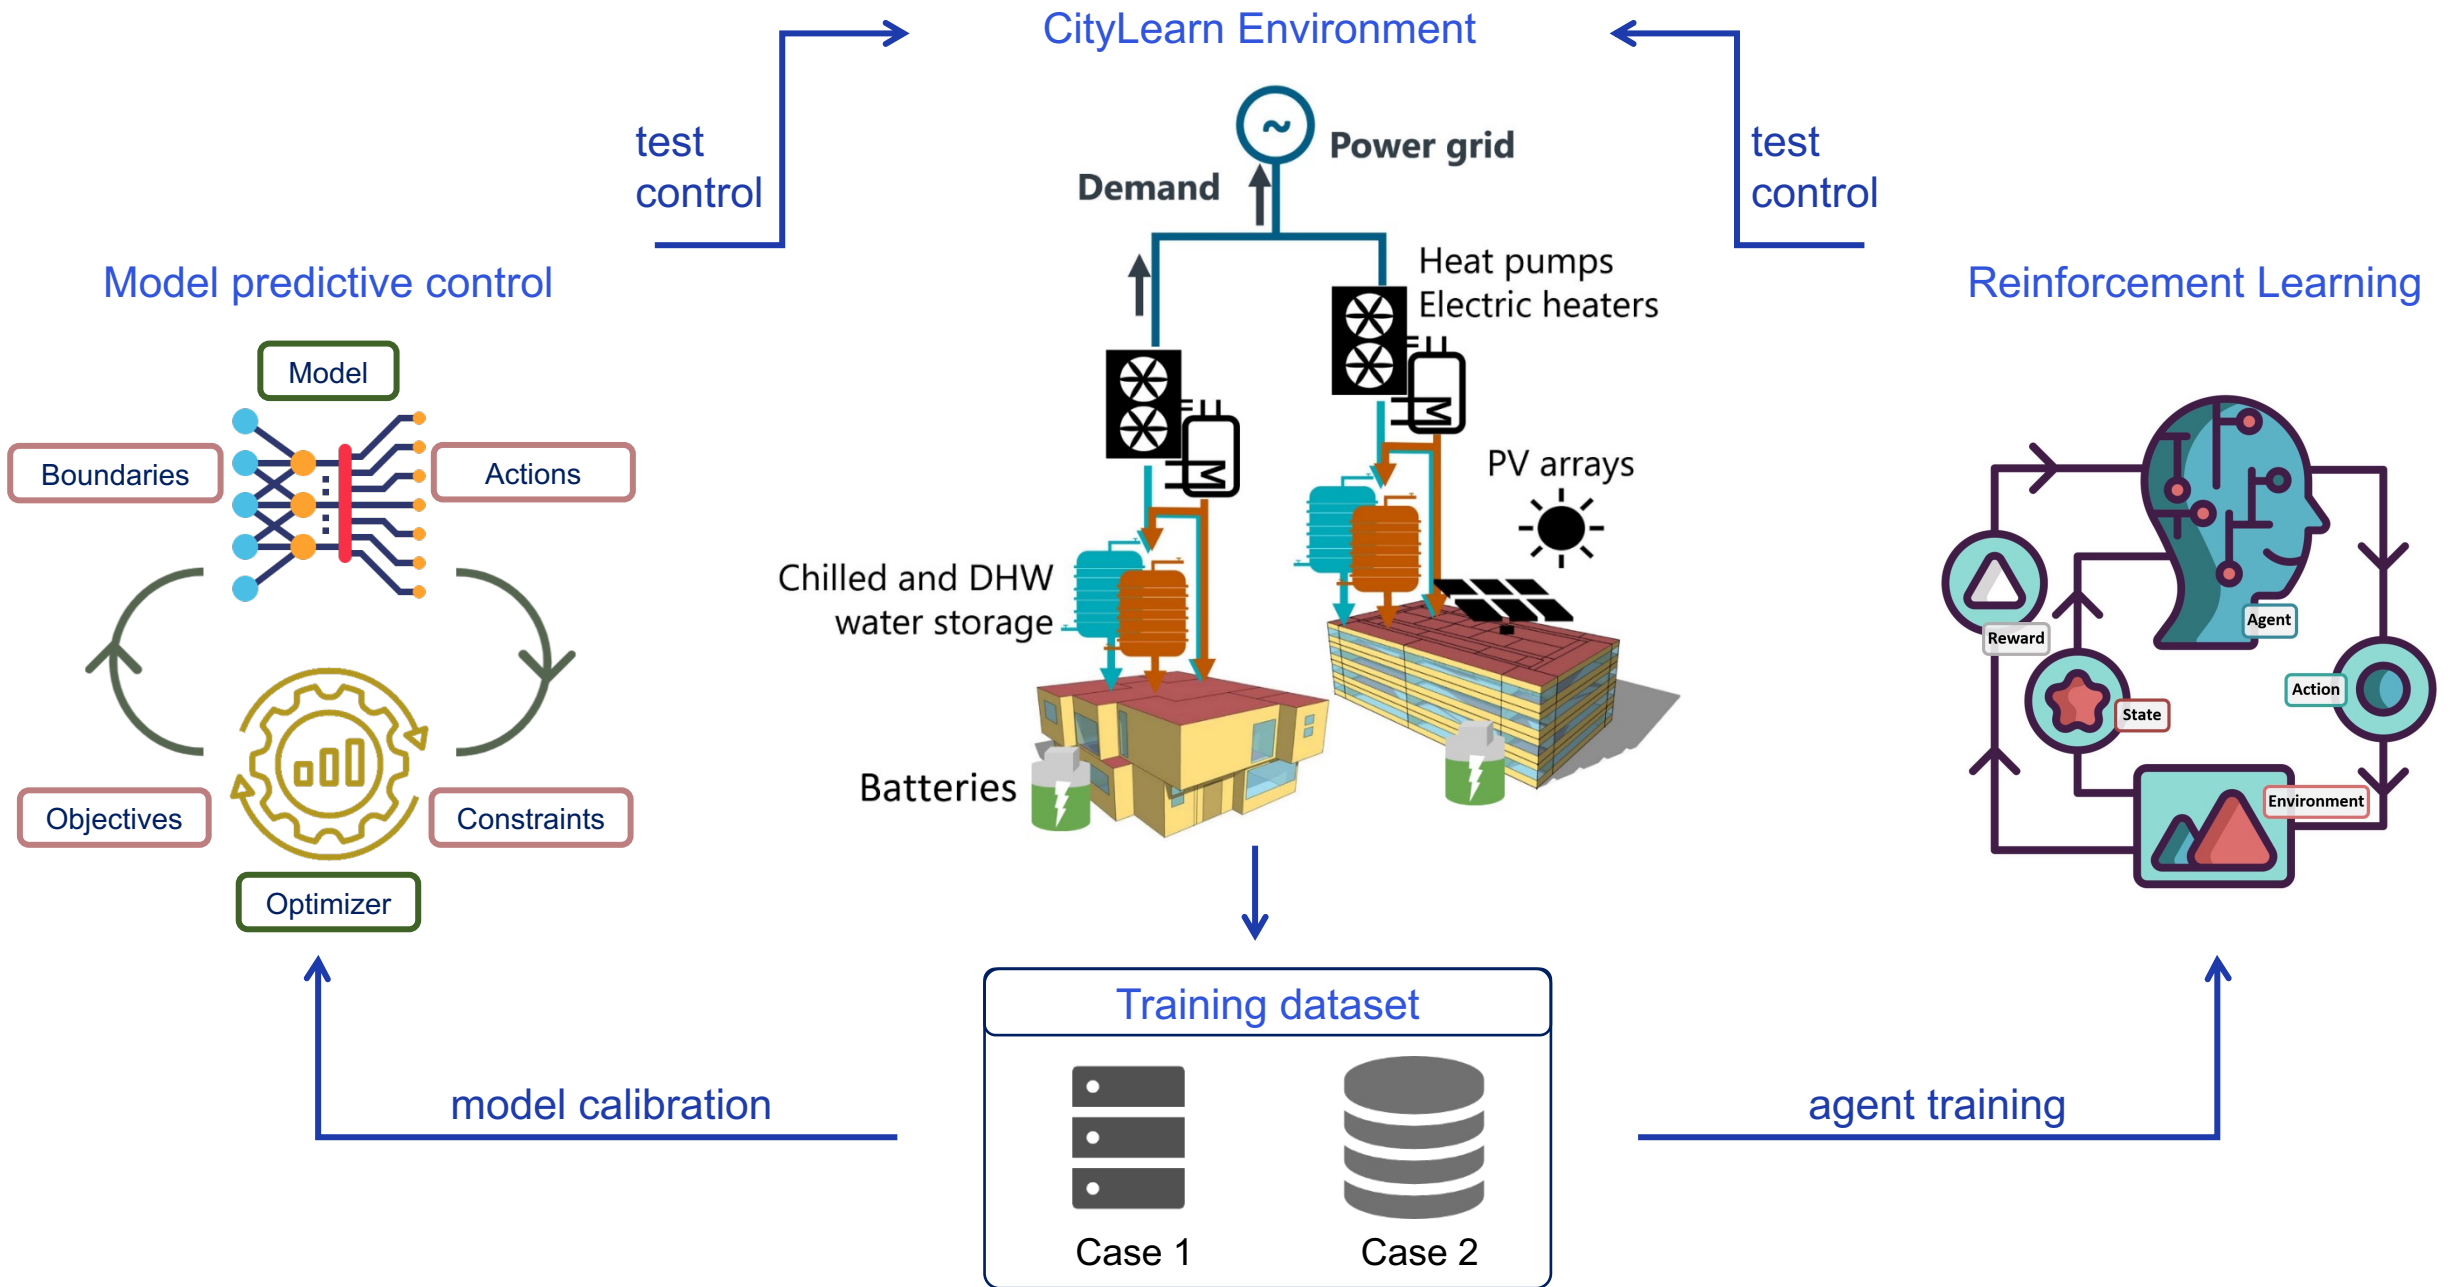 CityLearn Environment
test
control
test
control
Power grid
Demand
Heat pumps
Electric heaters
PV arrays
Chilled and DHW
water storage
Batteries
Model predictive control
Model
Boundaries
Actions
Objectives
Constraints
Optimizer
Reinforcement Learning
Agent
Reward
State
Action
Environment
Training dataset
Case 1
Case 2
model calibration
agent training